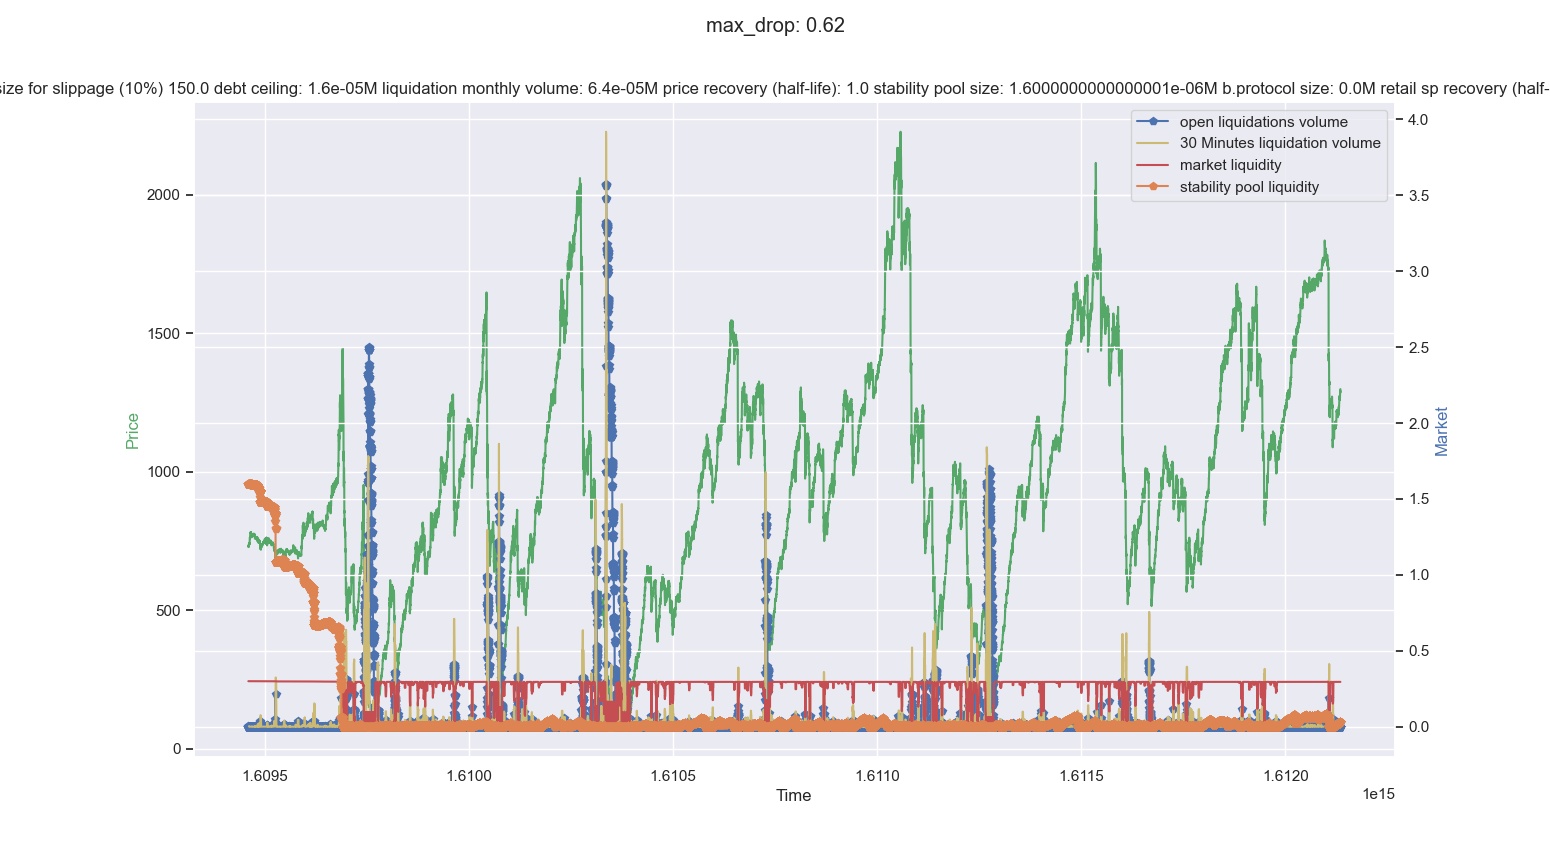 max_drop: 0.62
size for slippage (10%) 150.0 debt ceiling: 1.6e-05M liquidation monthly volume: 6.4e-05M price recovery (half-life): 1.0 stability pool size: 1.6000000000000001e-06M b.protocol size: 0.0M retail sp recovery (half-
open liquidations volume
30 Minutes liquidation volume
market liquidity
stability pool liquidity
Price
2000
1500
1000
500
0
4.0
3.5
3.0
2.5
2.0
1.5
1.0
0.5
0.0
Market
1.6095 1.6100 1.6105 1.6110 1.6115 1.6120
Time
1e15